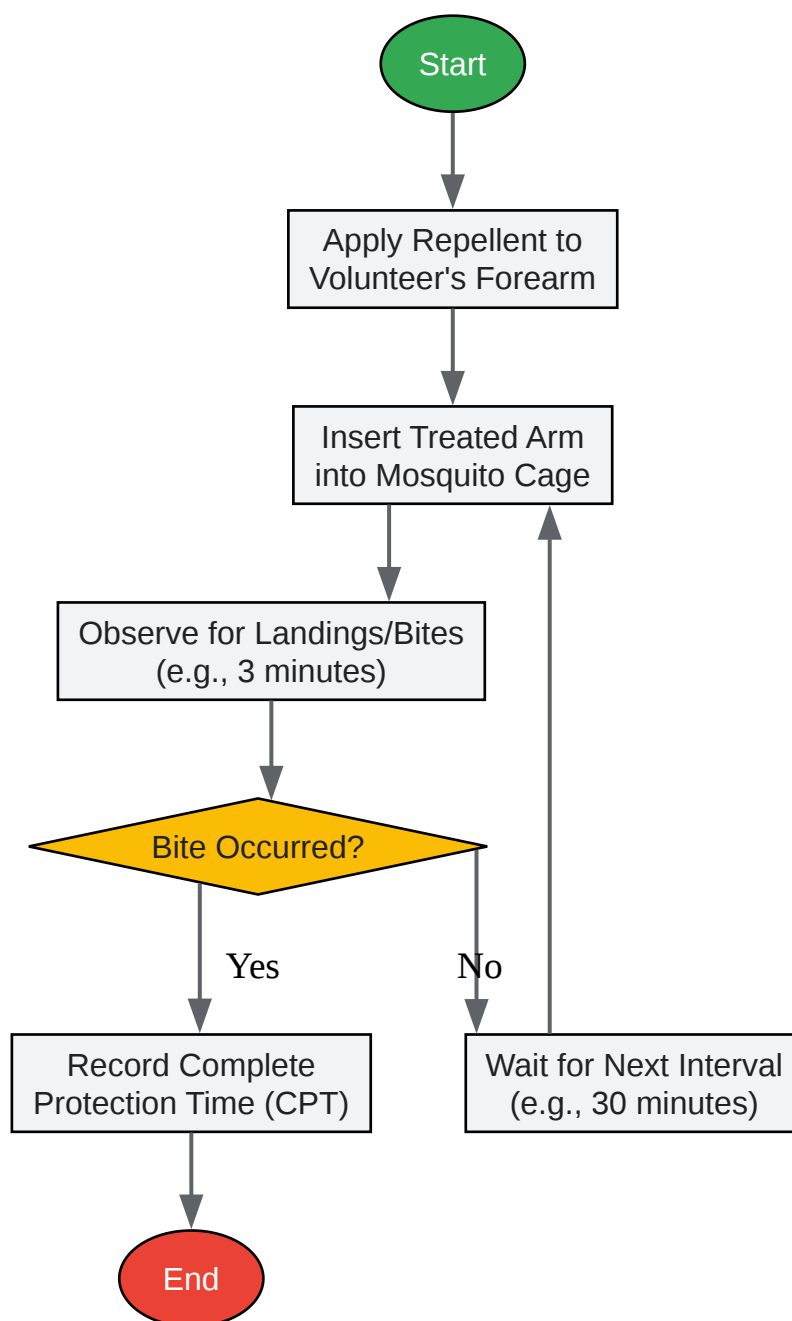 Start
Apply Repellent to
Volunteer's Forearm
Insert Treated Arm
into Mosquito Cage
Observe for Landings/Bites
(e.g., 3 minutes)
Bite Occurred?
Yes
No
Record Complete
Protection Time (CPT)
Wait for Next Interval
(e.g., 30 minutes)
End